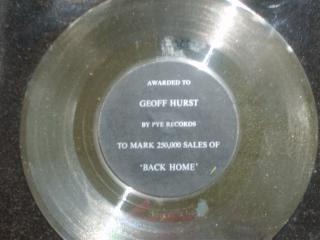 AWARDED TO
GEOFF HURST
BY PYE RECORDS
TO MARK 250,000 SALES OF
'BACK HOME'